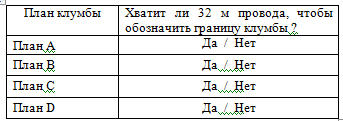 План клумбы
Хватит ли 32 м провода, чтобы
обозначить границу клумбы ?
План А
Да / Нет
План В
Да / Нет
План С
Да / Нет
План D
Да / Нет